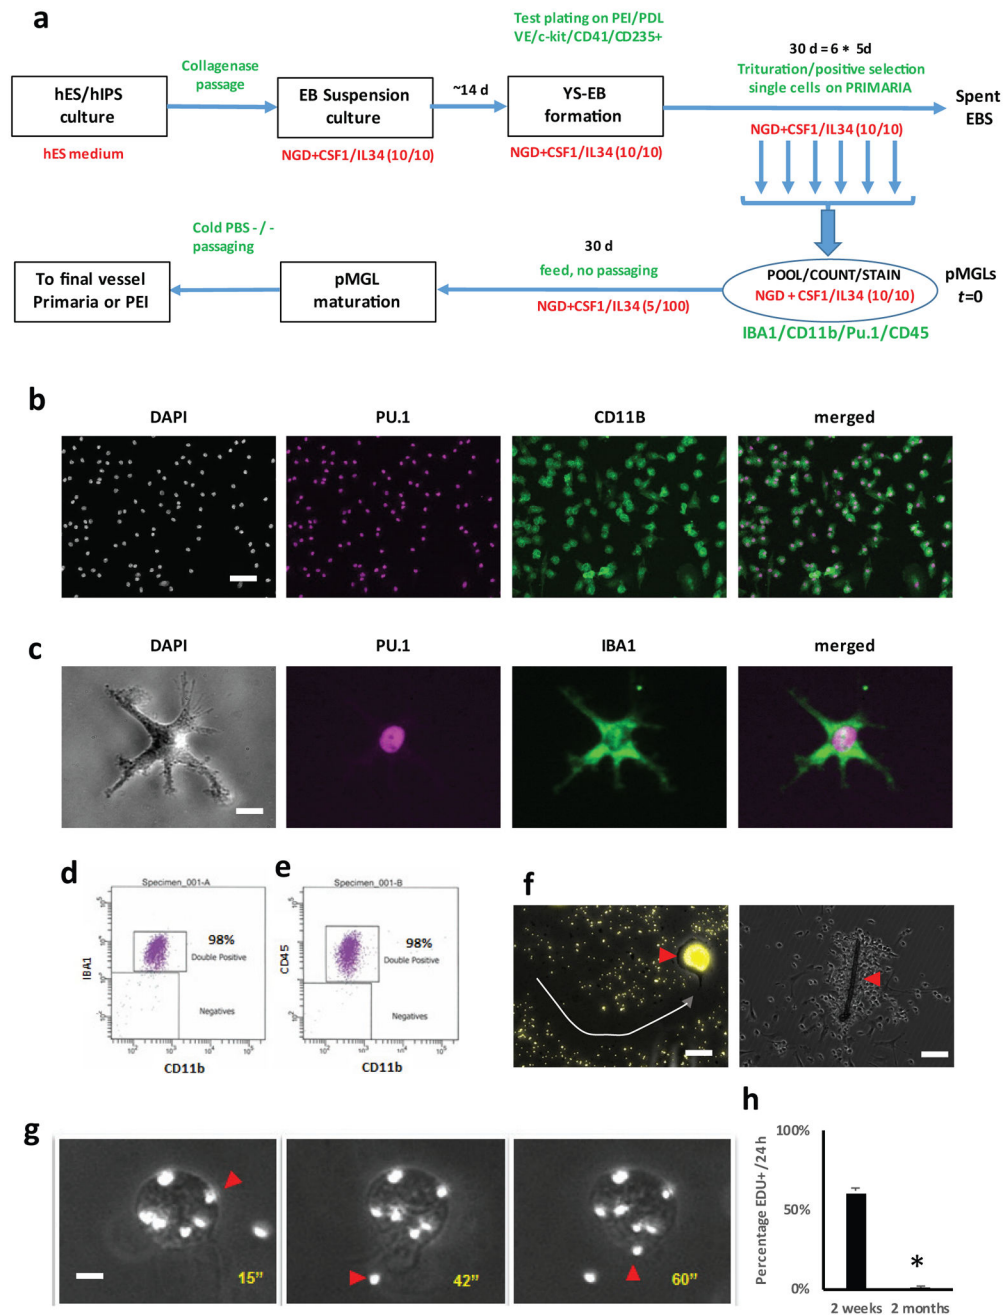 a
Test plating on PEI/PDL
VE/c-kit/CD41/CD235+
30 d = 6 * 5d
Collagenase
passage
Trituration/positive selection
single cells on PRIMARIA
hES/hIPS
culture
EB Suspension
culture
~14 d
YS-EB
formation
Spent
EBS
hES medium
NGD+CSF1/IL34 (10/10)
NGD+CSF1/IL34 (10/10)
NGD+CSF1/IL34 (10/10)
Cold PBS - / -
passaging
30 d
feed, no passaging
To final vessel
Primaria or PEI
pMGL
maturation
NGD+CSF1/IL34 (5/100)
POOL/COUNT/STAIN
NGD + CSF1/IL34 (10/10)
pMGLs
t=0
IBA1/CD11b/Pu.1/CD45
b
DAPI
PU.1
CD11B
merged
c
DAPI
PU.1
IBA1
merged
d
Specimen_001-A
IBA1
98%
Double Positive
Negatives
10² 10³ 10⁴ 10⁵
CD11b
e
Specimen_001-B
CD45
98%
Double Positive
Negatives
CD11b
f
g
15”
42”
60”
h
Percentage EDU+/24 h
100%
50%
0%
*
2 weeks
2 months